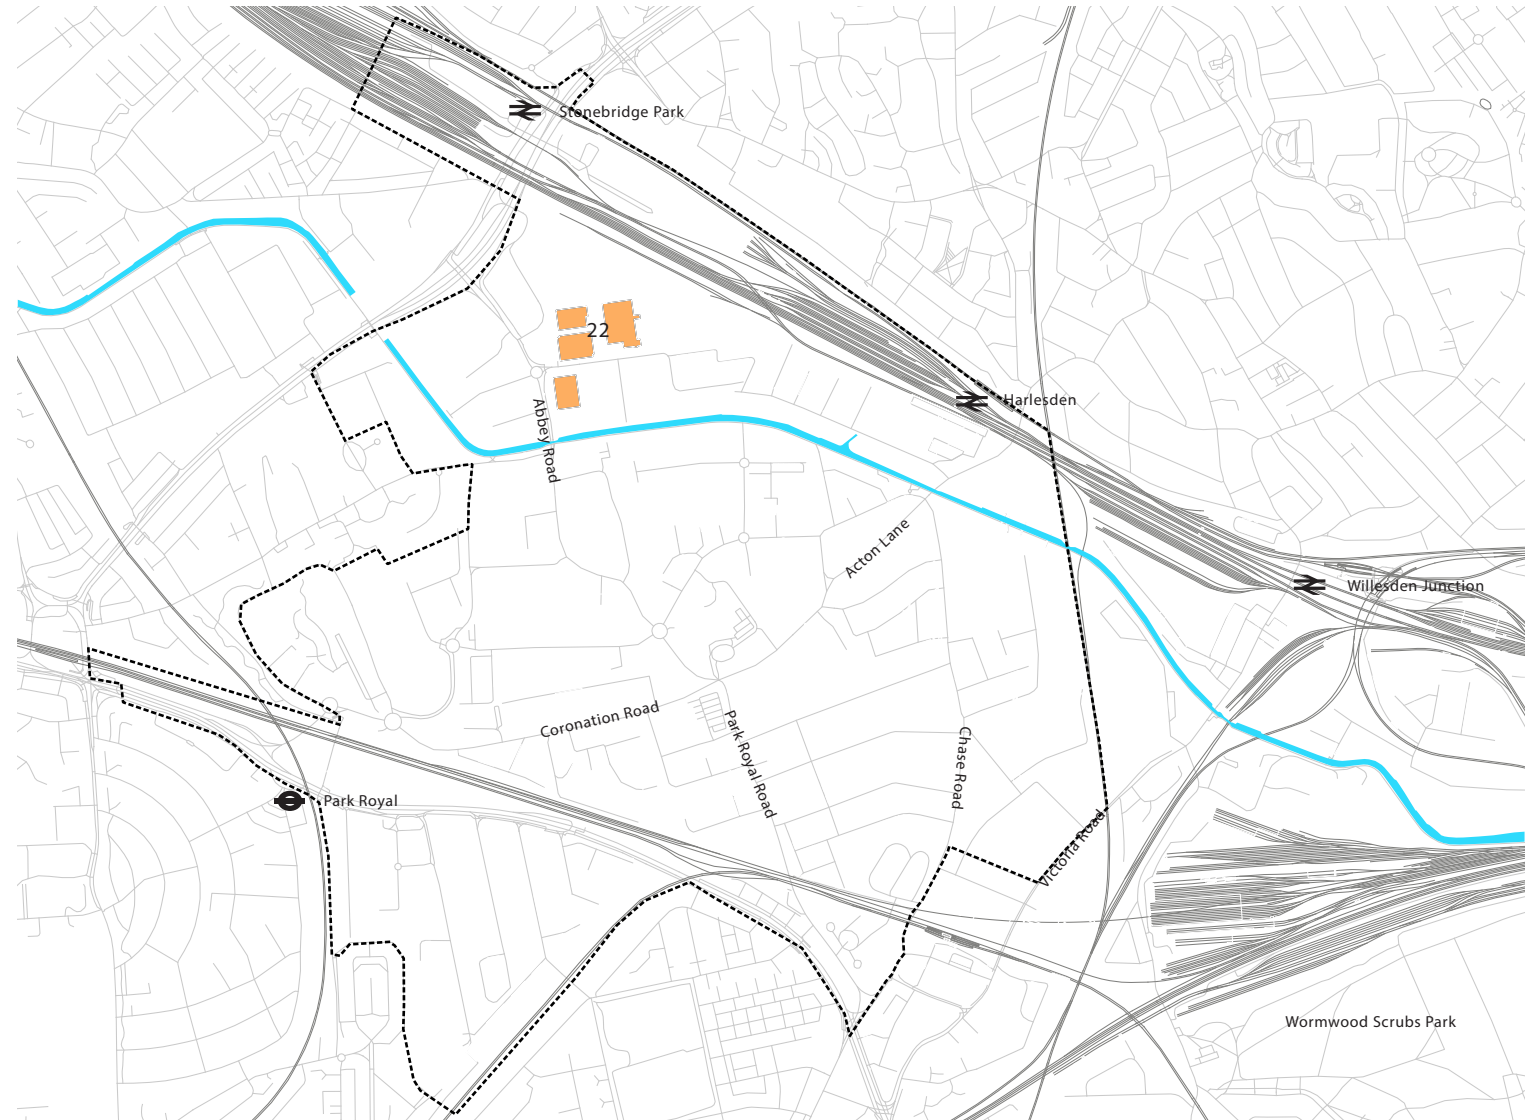 Stonebridge Park
22
Harlesden
Abbey Road
Acton Lane
Willesden Junction
Coronation Road
Park Royal Road
Chase Road
Park Royal
Victoria Road
Wormwood Scrubs Park